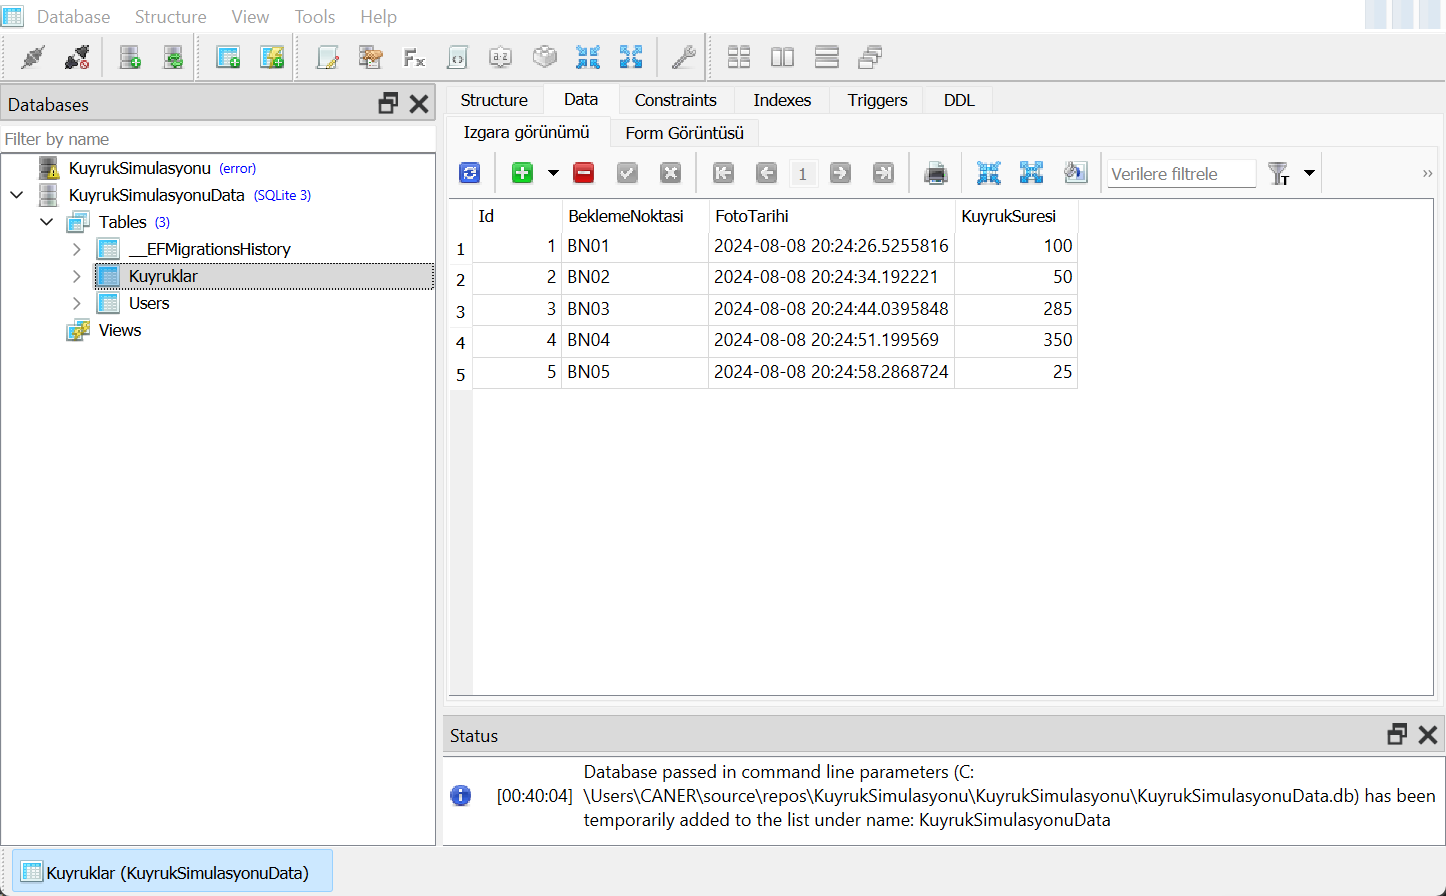 Database Structure View Tools Help
Databases
Filter by name
KuyrukSimulasyonu (error)
KuyrukSimulasyonuData (SQLite 3)
Tables (3)
__EFMigrationsHistory
Kuyruklar
Users
Views
Structure Data Constraints Indexes Triggers DDL
Izgara görünümü Form Görüntüsü
1 Verilere filtrele T »
Id BeklemeNoktasi FotoTarihi KuyrukSuresi
1 1 BN01 2024-08-08 20:24:26.5255816 100
2 2 BN02 2024-08-08 20:24:34.192221 50
3 3 BN03 2024-08-08 20:24:44.0395848 285
4 4 BN04 2024-08-08 20:24:51.199569 350
5 5 BN05 2024-08-08 20:24:58.2868724 25
Status
[00:40:04] Database passed in command line parameters (C:
\Users\CANER\source\repos\KuyrukSimulasyonu\KuyrukSimulasyonu\KuyrukSimulasyonuData.db) has been
temporarily added to the list under name: KuyrukSimulasyonuData
Kuyruklar (KuyrukSimulasyonuData)